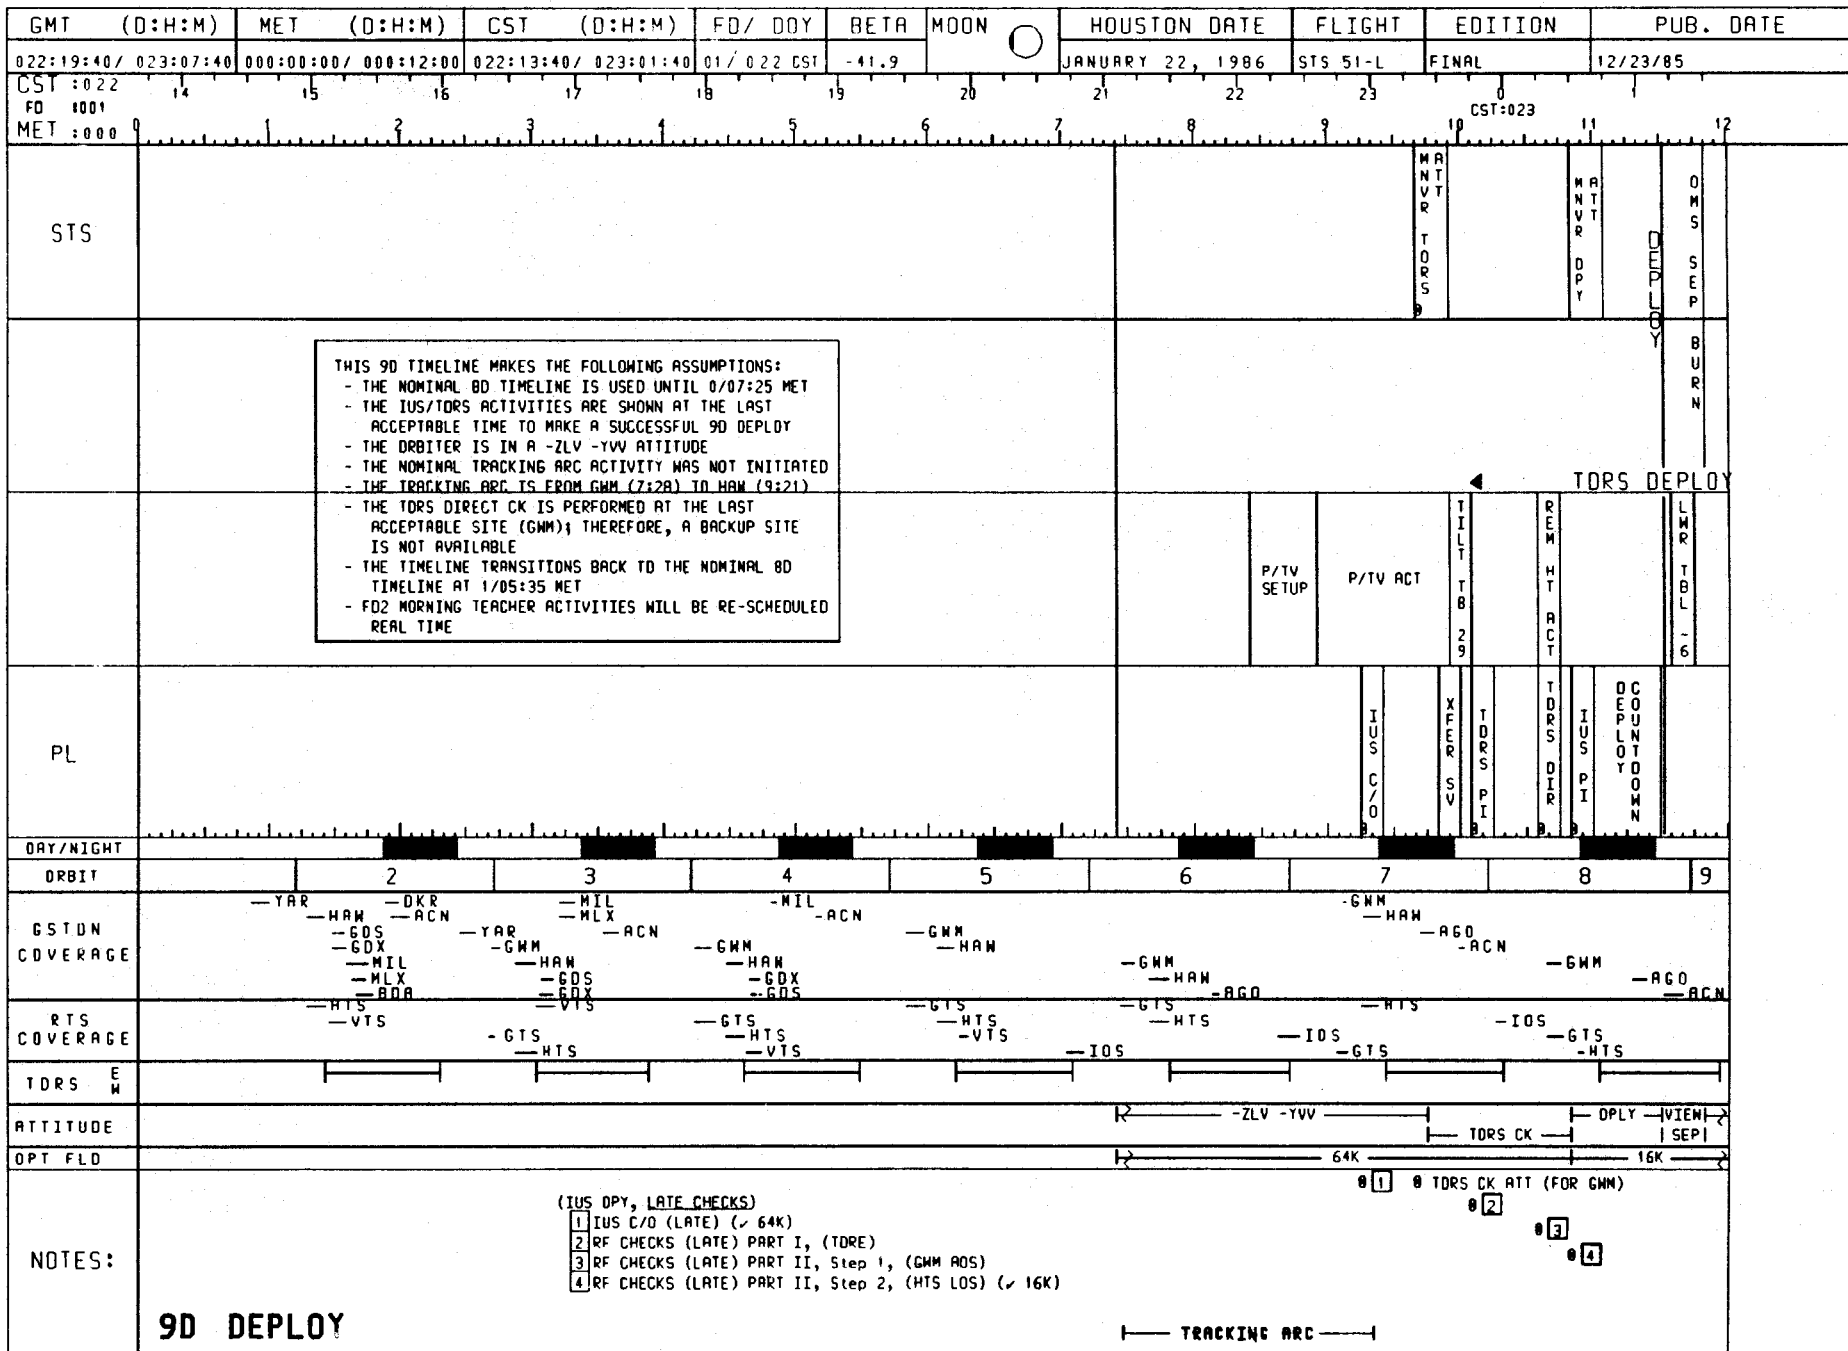 GMT (D:H:M) MET (D:H:M) CST (D:H:M) FD/ DOY BETA MOON HOUSTON DATE FLIGHT EDITION PUB. DATE
022:19:40/ 023:07:40 000:00:00/ 000:12:00 022:13:40/ 023:01:40 01/ 022 CST -41.9 JANUARY 22, 1986 STS 51-L FINAL 12/23/85
CST :022 14 15 16 17 18 19 20 21 22 23 0 1
FD :001 CST:023
MET :000 0 1 2 3 4 5 6 7 8 9 10 11 12
STS
MNVR TDRS ATT
MNVR DPY ATT
DEPLOY
OMS SEP BURN
THIS 9D TIMELINE MAKES THE FOLLOWING ASSUMPTIONS:
- THE NOMINAL 8D TIMELINE IS USED UNTIL 0/07:25 MET
- THE IUS/TDRS ACTIVITIES ARE SHOWN AT THE LAST
ACCEPTABLE TIME TO MAKE A SUCCESSFUL 9D DEPLOY
- THE ORBITER IS IN A -ZLV -YVV ATTITUDE
- THE NOMINAL TRACKING ARC ACTIVITY WAS NOT INITIATED
- THE TRACKING ARC IS FROM GWM (7:28) TO HAW (9:21)
- THE TDRS DIRECT CK IS PERFORMED AT THE LAST
ACCEPTABLE SITE (GWM); THEREFORE, A BACKUP SITE
IS NOT AVAILABLE
- THE TIMELINE TRANSITIONS BACK TO THE NOMINAL 8D
TIMELINE AT 1/05:35 MET
- FD2 MORNING TEACHER ACTIVITIES WILL BE RE-SCHEDULED
REAL TIME
◀ TDRS DEPLOY
P/TV
SETUP
P/TV ACT
TILT TB 29
REM HT ACT
LWR TBL -6
PL
IUS C/O
XFER SV
TDRS PI
TDRS DIR
IUS PI
DEPLOY
COUNTDOWN
DAY/NIGHT
ORBIT 2 3 4 5 6 7 8 9
GSTDN
COVERAGE
YAR DKR MIL MIL GWM
HAW ACN MLX ACN HAW
GDS YAR ACN GWM AGO
GDX GWM GWM HAW ACN
MIL HAW HAW GWM GWM
MLX GDS GDX HAW AGO
BDA GDX GDS AGO ACN
RTS
COVERAGE
HTS VTS GTS GTS HTS
VTS GTS HTS HTS IOS
GTS HTS VTS IOS GTS
HTS VTS IOS GTS HTS
TDRS E
W
ATTITUDE -ZLV -YVV DPLY VIEW
TDRS CK SEP
OPT FLD 64K 16K
NOTES:
(IUS DPY, LATE CHECKS)
1 IUS C/O (LATE) (✓ 64K)
2 RF CHECKS (LATE) PART I, (TDRE)
3 RF CHECKS (LATE) PART II, Step 1, (GWM AOS)
4 RF CHECKS (LATE) PART II, Step 2, (HTS LOS) (✓ 16K)
1 TDRS CK ATT (FOR GWM)
2
3
4
9D DEPLOY
TRACKING ARC